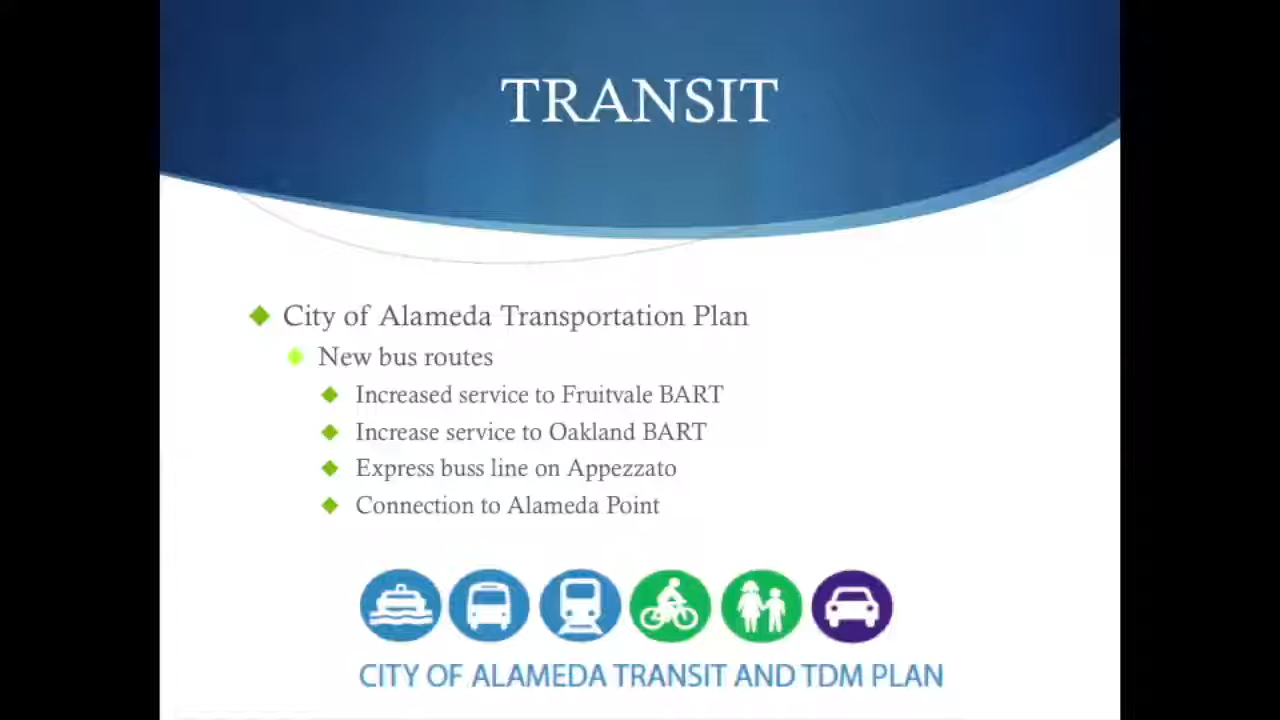 TRANSIT
City of Alameda Transportation Plan
New bus routes
Increased service to Fruitvale BART
Increase service to Oakland BART
Express buss line on Appezzato
Connection to Alameda Point
CITY OF ALAMEDA TRANSIT AND TDM PLAN